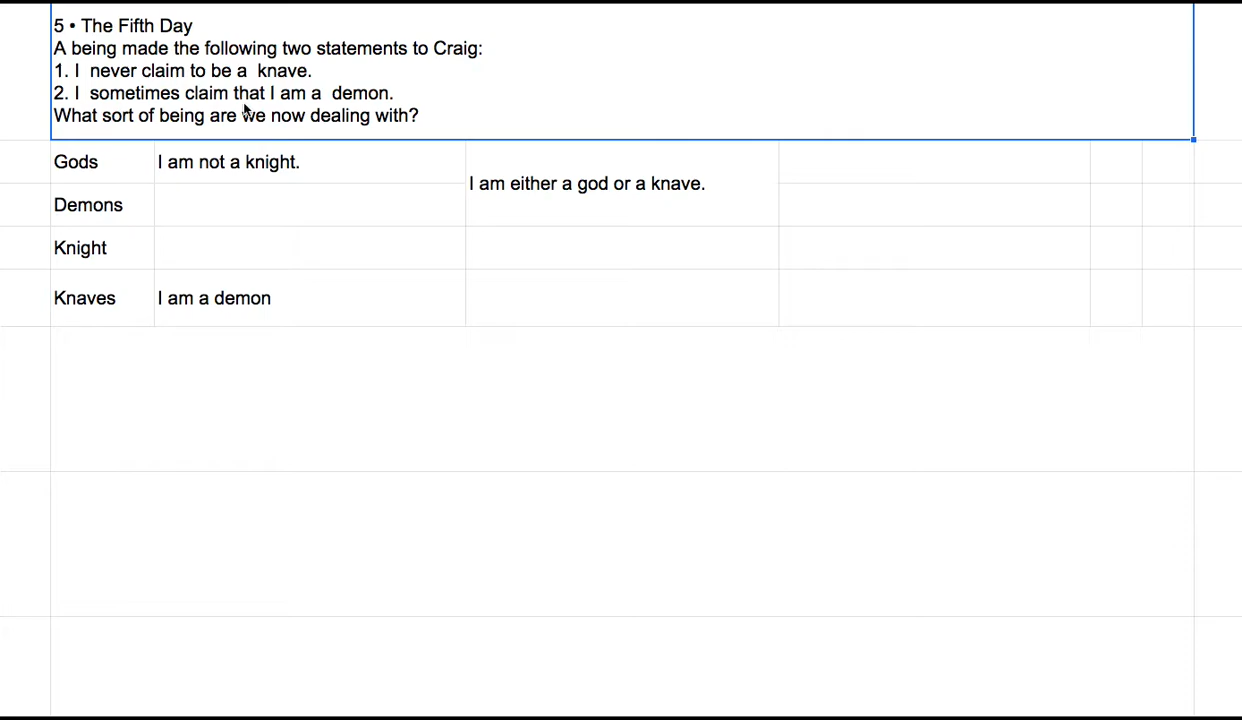 5 • The Fifth Day
A being made the following two statements to Craig:
1. I never claim to be a knave.
2. I sometimes claim that I am a demon.
What sort of being are we now dealing with?
Gods I am not a knight.
I am either a god or a knave.
Demons
Knight
Knaves I am a demon